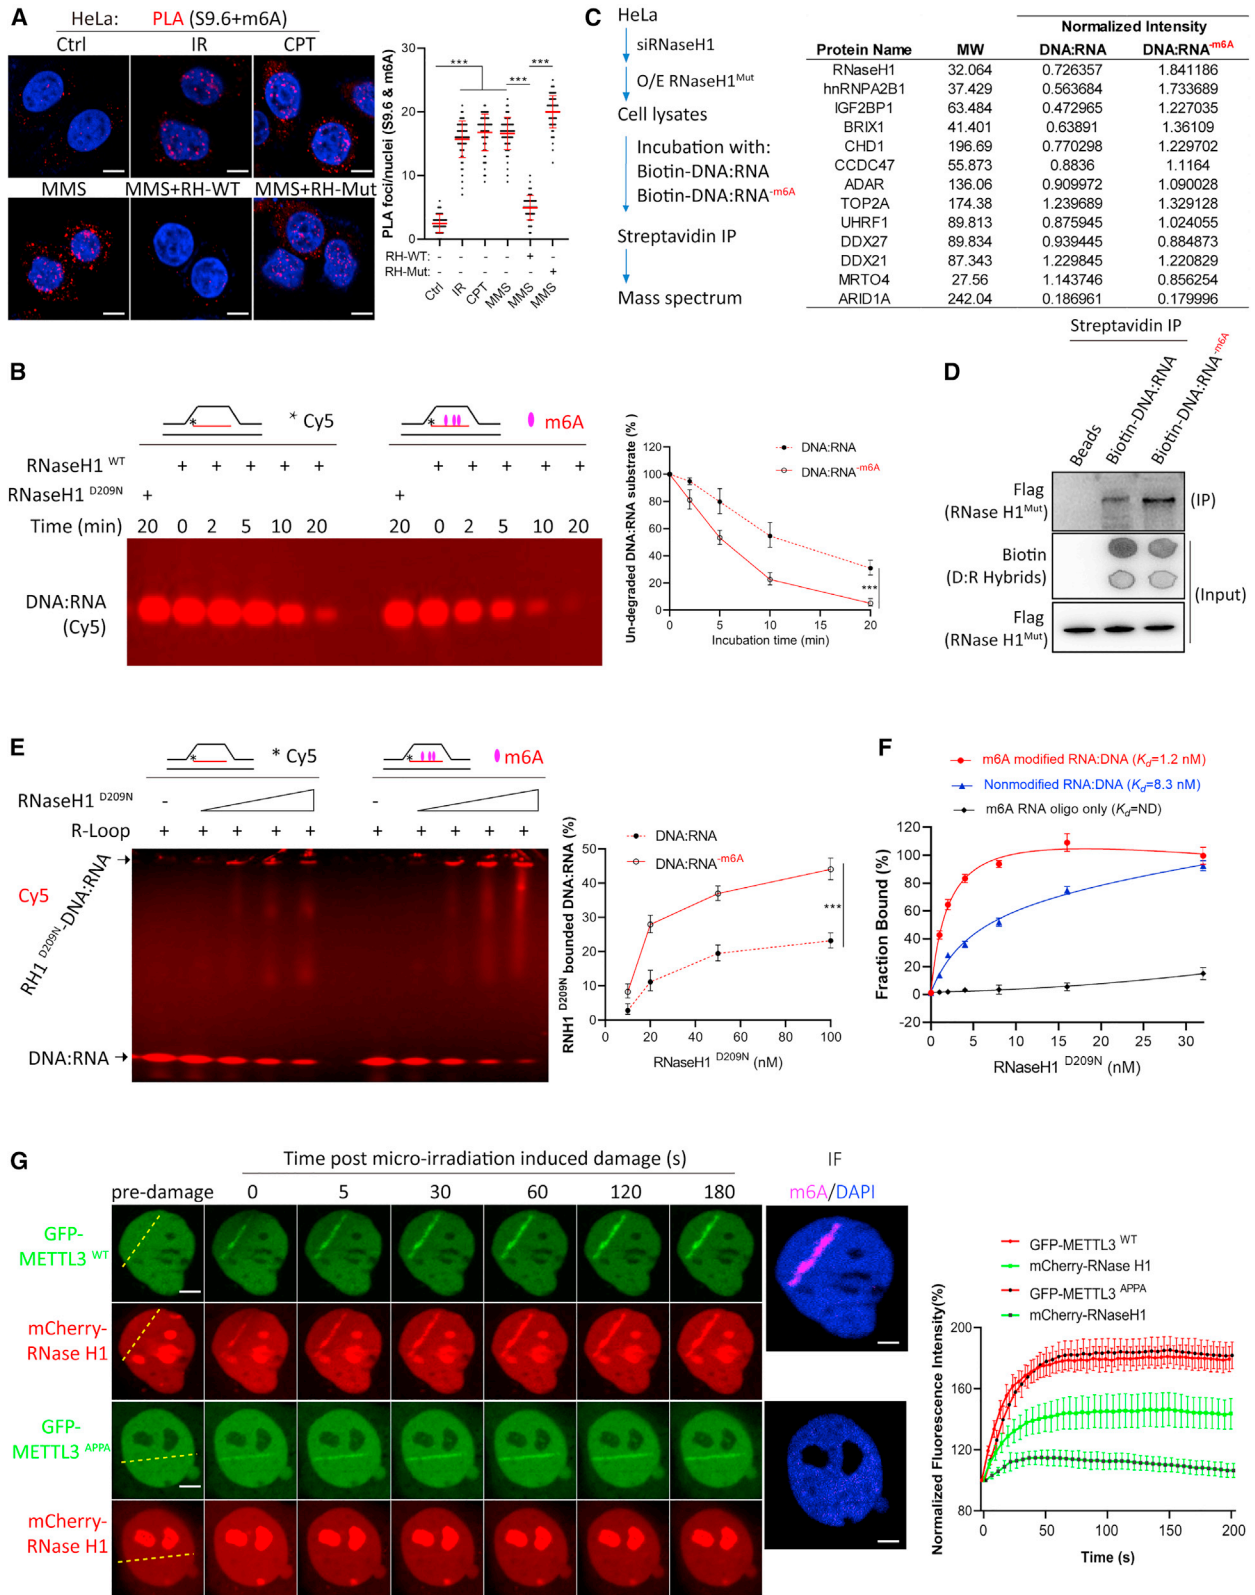 A
HeLa: PLA (S9.6+m6A)
Ctrl IR CPT
MMS MMS+RH-WT MMS+RH-Mut
PLA foci/nuclei (S9.6 & m6A)
30
20
10
0
*** *** ***
RH-WT: - - - - + -
RH-Mut: - - - - - +
Ctrl IR CPT MMS MMS MMS
C
HeLa
siRNaseH1
O/E RNaseH1 Mut
Cell lysates
Incubation with:
Biotin-DNA:RNA
Biotin-DNA:RNA -m6A
Streptavidin IP
Mass spectrum
Normalized Intensity
Protein Name MW DNA:RNA DNA:RNA -m6A
RNaseH1 32.064 0.726357 1.841186
hnRNPA2B1 37.429 0.563684 1.733689
IGF2BP1 63.484 0.472965 1.227035
BRIX1 41.401 0.63891 1.36109
CHD1 196.69 0.770298 1.229702
CCDC47 55.873 0.8836 1.1164
ADAR 136.06 0.909972 1.090028
TOP2A 174.38 1.239689 1.329128
UHRF1 89.813 0.875945 1.024055
DDX27 89.834 0.939445 0.884873
DDX21 87.343 1.229845 1.220829
MRTO4 27.56 1.143746 0.856254
ARID1A 242.04 0.186961 0.179996
B
* * Cy5 * m6A
RNaseH1 WT + + + + + + + + + +
RNaseH1 D209N + +
Time (min) 20 0 2 5 10 20 20 0 2 5 10 20
DNA:RNA
(Cy5)
Un-degraded DNA:RNA substrate (%)
120
100
80
60
40
20
0
DNA:RNA
DNA:RNA -m6A
***
0 5 10 15 20
Incubation time (min)
D
Streptavidin IP
Beads
Biotin-DNA:RNA
Biotin-DNA:RNA -m6A
Flag
(RNase H1 Mut)
(IP)
Biotin
(D:R Hybrids)
(Input)
Flag
(RNase H1 Mut)
E
* * Cy5 * m6A
RNaseH1 D209N - -
R-Loop + + + + + + + + + +
Cy5
RH1 D209N-DNA:RNA
DNA:RNA
RNH1 D209N bounded DNA:RNA (%)
50
40
30
20
10
0
DNA:RNA
DNA:RNA -m6A
***
0 20 40 60 80 100
RNaseH1 D209N (nM)
F
m6A modified RNA:DNA (Kd=1.2 nM)
Nonmodified RNA:DNA (Kd=8.3 nM)
m6A RNA oligo only (Kd=ND)
Fraction Bound (%)
120
100
80
60
40
20
0
-20
0 5 10 15 20 25 30
RNaseH1 D209N (nM)
G
Time post micro-irradiation induced damage (s)
IF
pre-damage 0 5 30 60 120 180
m6A/DAPI
GFP-
METTL3 WT
mCherry-
RNase H1
GFP-
METTL3 APPA
mCherry-
RNase H1
GFP-METTL3 WT
mCherry-RNase H1
GFP-METTL3 APPA
mCherry-RNaseH1
Normalized Fluorescence Intensity(%)
200
160
120
80
0 50 100 150 200
Time (s)